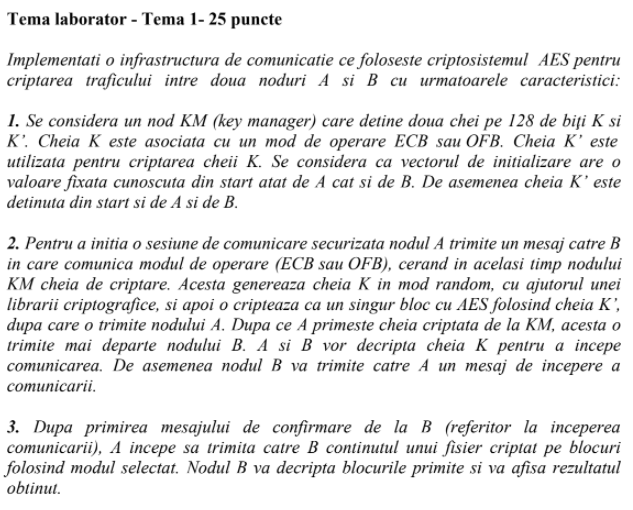 Tema laborator - Tema 1- 25 puncte
Implementati o infrastructura de comunicatie ce foloseste criptosistemul AES pentru
criptarea traficului intre doua noduri A si B cu urmatoarele caracteristici:
1. Se considera un nod KM (key manager) care detine doua chei pe 128 de biți K si
K'. Cheia K este asociata cu un mod de operare ECB sau OFB. Cheia K' este
utilizata pentru criptarea cheii K. Se considera ca vectorul de initializare are o
valoare fixata cunoscuta din start atat de A cat si de B. De asemenea cheia K' este
detinuta din start si de A si de B.
2. Pentru a initia o sesiune de comunicare securizata nodul A trimite un mesaj catre B
in care comunica modul de operare (ECB sau OFB), cerand in acelasi timp nodului
KM cheia de criptare. Acesta genereaza cheia K in mod random, cu ajutorul unei
librarii criptografice, si apoi o cripteaza ca un singur bloc cu AES folosind cheia K',
dupa care o trimite nodului A. Dupa ce A primeste cheia criptata de la KM, acesta o
trimite mai departe nodului B. A si B vor decripta cheia K pentru a incepe
comunicarea. De asemenea nodul B va trimite catre A un mesaj de incepere a
comunicarii.
3. Dupa primirea mesajului de confirmare de la B (referitor la inceperea
comunicarii), A incepe sa trimita catre B continutul unui fisier criptat pe blocuri
folosind modul selectat. Nodul B va decripta blocurile primite si va afisa rezultatul
obtinut.